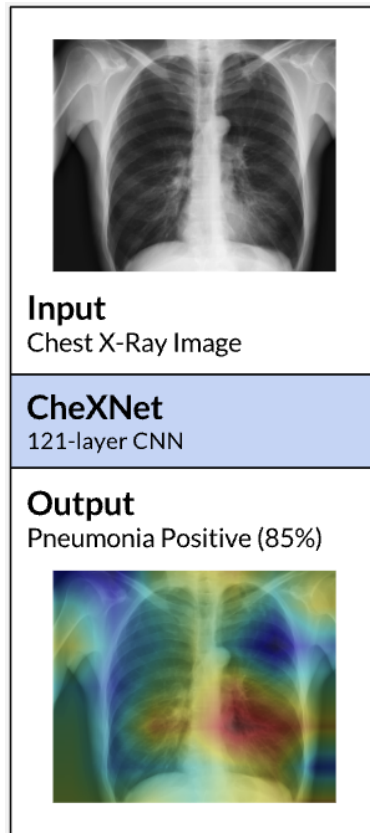 Input
Chest X-Ray Image
CheXNet
121-layer CNN
Output
Pneumonia Positive (85%)